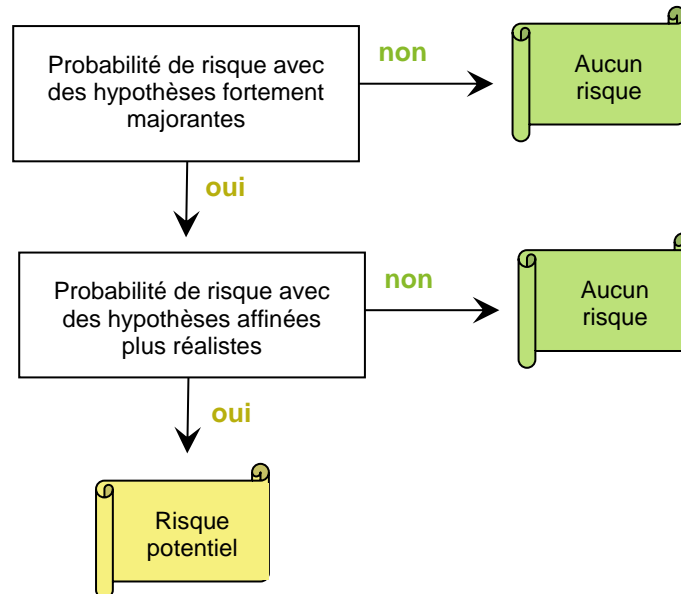 Probabilité de risque avec
des hypothèses fortement
majorantes
non
Aucun
risque
oui
Probabilité de risque avec
des hypothèses affinées
plus réalistes
non
Aucun
risque
oui
Risque
potentiel